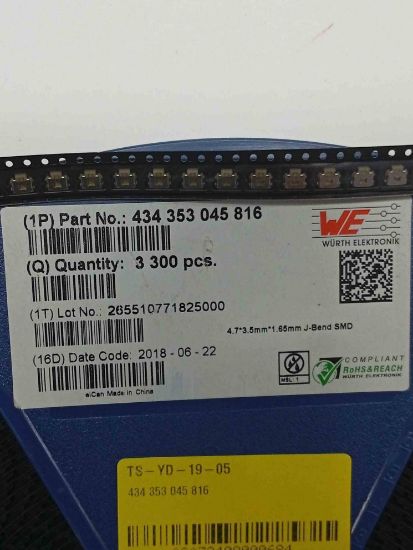 (1P) Part No.: 434 353 045 816
WE
WÜRTH ELEKTRONIK
(Q) Quantity: 3 300 pcs.
(1T) Lot No.: 265510771825000
4.7*3.5mm*1.65mm J-Bend SMD
(16D) Date Code: 2018 - 06 - 22
MSL: 1
COMPLIANT
RoHS&REACH
WÜRTH ELEKTRONIK
eiCan Made in China
TS-YD-19-05
434 353 045 816